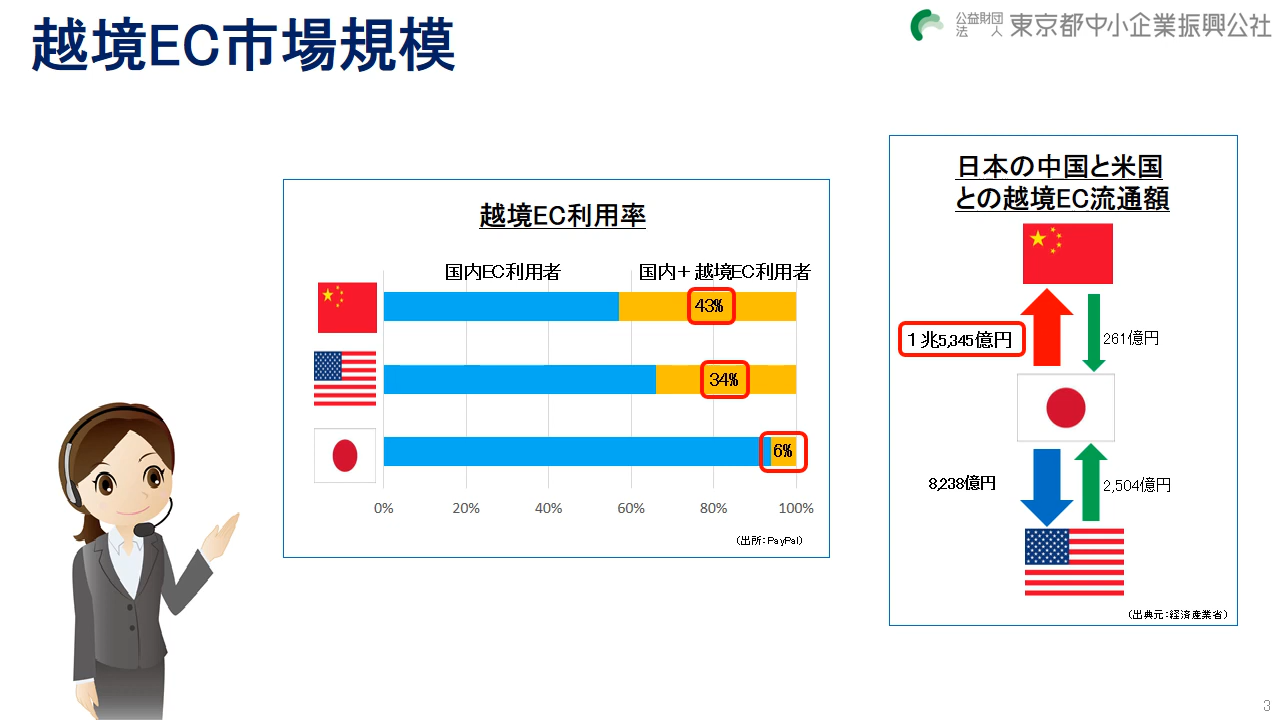 越境EC市場規模
公益財団
法　人
東京都中小企業振興公社
越境EC利用率
国内EC利用者
国内＋越境EC利用者
43%
34%
6%
0%
20%
40%
60%
80%
100%
（出所：PayPal）
日本の中国と米国
との越境EC流通額
１兆5,345億円
261億円
8,238億円
2,504億円
（出典元：経済産業省）
3